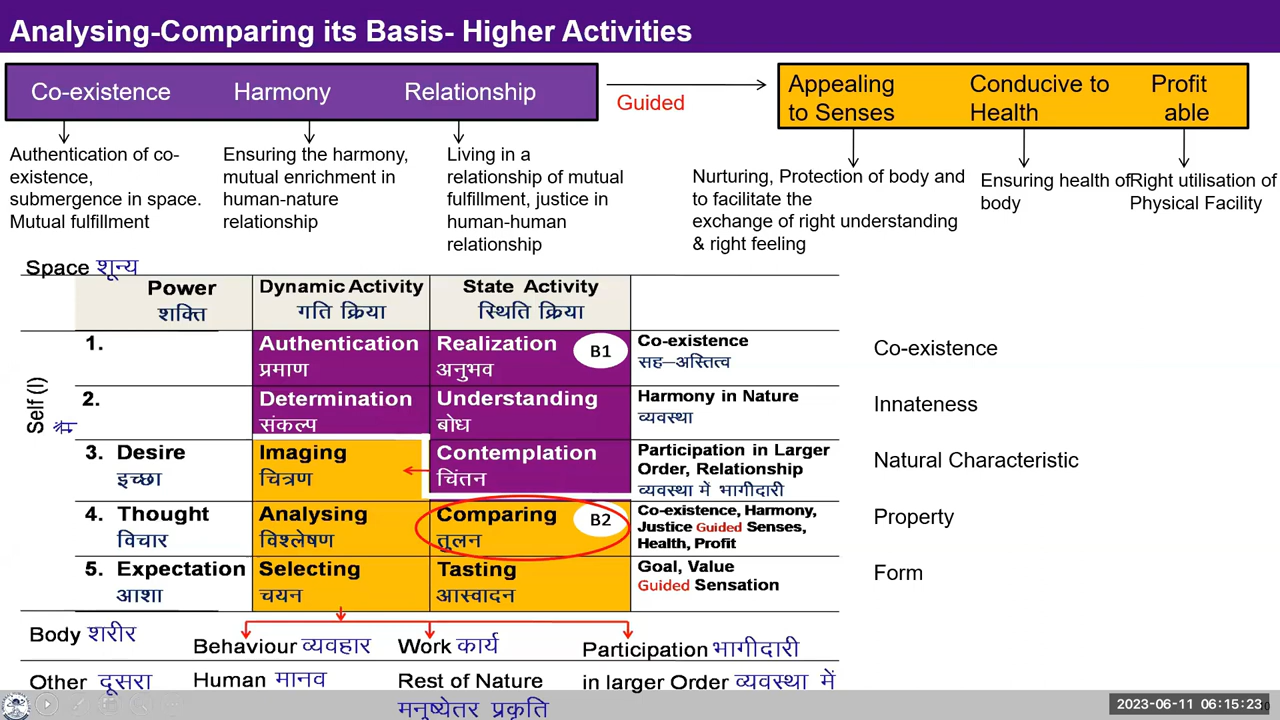 Analysing-Comparing its Basis- Higher Activities
Co-existence Harmony Relationship
Guided
Appealing to Senses
Conducive to Health
Profit able
Authentication of co-
existence,
submergence in space.
Mutual fulfillment
Ensuring the harmony,
mutual enrichment in
human-nature
relationship
Living in a
relationship of mutual
fulfillment, justice in
human-human
relationship
Nurturing, Protection of body and
to facilitate the
exchange of right understanding
& right feeling
Ensuring health of
body
Right utilisation of
Physical Facility
Space शून्य
Power Dynamic Activity State Activity
शक्ति गति क्रिया स्थिति क्रिया
Self (I)
मैं
1. Authentication Realization B1 Co-existence Co-existence
प्रमाण अनुभव सह–अस्तित्व
2. Determination Understanding Harmony in Nature Innateness
संकल्प बोध व्यवस्था
3. Desire Imaging Contemplation Participation in Larger
Order, Relationship Natural Characteristic
इच्छा चित्रण चिंतन व्यवस्था में भागीदारी
4. Thought Analysing Comparing B2 Co-existence, Harmony,
Justice Guided Senses, Property
विचार विश्लेषण तुलन Health, Profit
5. Expectation Selecting Tasting Goal, Value Form
Guided Sensation
आशा चयन आस्वादन
Body शरीर Behaviour व्यवहार Work कार्य Participation भागीदारी
Other दूसरा Human मानव Rest of Nature in larger Order व्यवस्था में
मनुष्येतर प्रकृति
2023-06-11 06:15:23